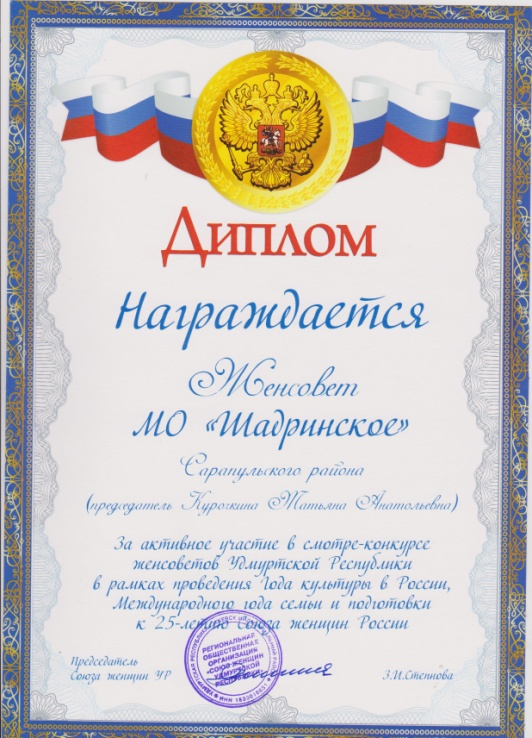 Диплом
Награждается
Женсовет
МО «Шадринское»
Сарапульского района
(председатель Курочкина Татьяна Анатольевна)
За активное участие в смотре-конкурсе
женсоветов Удмуртской Республики
в рамках проведения Года культуры в России,
Международного года семьи и подготовки
к 25-летию Союза женщин России
РЕГИОНАЛЬНАЯ
ОБЩЕСТВЕННАЯ
ОРГАНИЗАЦИЯ
«СОЮЗ ЖЕНЩИН
УДМУРТСКОЙ
РЕСПУБЛИКИ»
Председатель
Союза женщин УР
З.И.Степнова